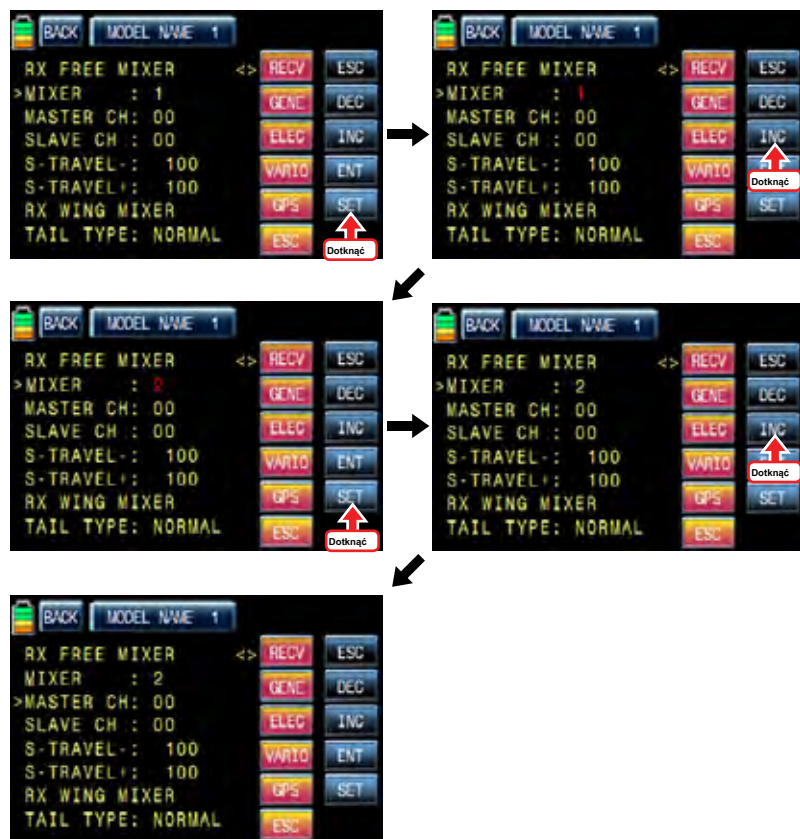 BACK MODEL NAME 1
RX FREE MIXER <> RECV ESC
>MIXER : 1 GENE DEC
MASTER CH: 00
SLAVE CH : 00 ELEC INC
S-TRAVEL-: 100 VARIO ENT
S-TRAVEL+: 100
RX WING MIXER GPS SET
TAIL TYPE: NORMAL ESC
Dotknąć
BACK MODEL NAME 1
RX FREE MIXER <> RECV ESC
>MIXER : 1 GENE DEC
MASTER CH: 00
SLAVE CH : 00 ELEC INC
S-TRAVEL-: 100 VARIO
Dotknąć
S-TRAVEL+: 100
RX WING MIXER GPS SET
TAIL TYPE: NORMAL ESC
BACK MODEL NAME 1
RX FREE MIXER <> RECV ESC
>MIXER : 2 GENE DEC
MASTER CH: 00
SLAVE CH : 00 ELEC INC
S-TRAVEL-: 100 VARIO ENT
S-TRAVEL+: 100
RX WING MIXER GPS SET
TAIL TYPE: NORMAL ESC
Dotknąć
BACK MODEL NAME 1
RX FREE MIXER <> RECV ESC
>MIXER : 2 GENE DEC
MASTER CH: 00
SLAVE CH : 00 ELEC INC
S-TRAVEL-: 100 VARIO
Dotknąć
S-TRAVEL+: 100
RX WING MIXER GPS SET
TAIL TYPE: NORMAL ESC
BACK MODEL NAME 1
RX FREE MIXER <> RECV ESC
MIXER : 2 GENE DEC
>MASTER CH: 00
SLAVE CH : 00 ELEC INC
S-TRAVEL-: 100 VARIO ENT
S-TRAVEL+: 100
RX WING MIXER GPS SET
TAIL TYPE: NORMAL ESC